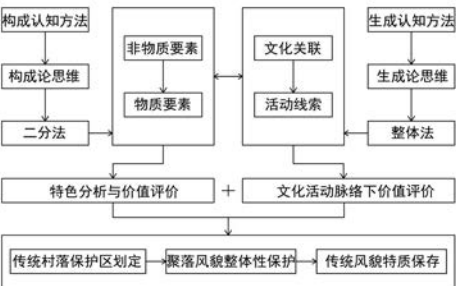 构成认知方法
非物质要素
文化关联
生成认知方法
构成论思维
物质要素
活动线索
生成论思维
二分法
整体法
特色分析与价值评价
+
文化活动脉络下价值评价
传统村落保护区划定
聚落风貌整体性保护
传统风貌特质保存